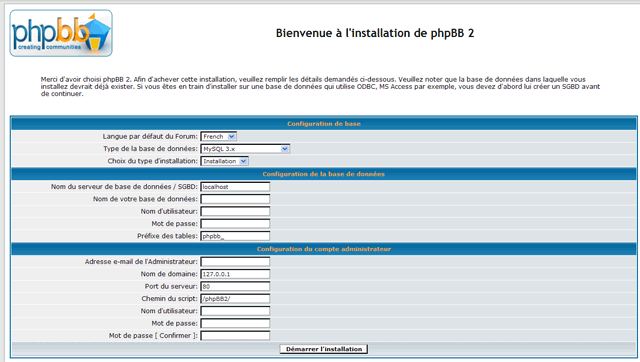 phpBB
creating communities
Bienvenue à l'installation de phpBB 2
Merci d'avoir choisi phpBB 2. Afin d'achever cette installation, veuillez remplir les détails demandés ci-dessous. Veuillez noter que la base de données dans laquelle vous
installez devrait déjà exister. Si vous êtes en train d'installer sur une base de données qui utilise ODBC, MS Access par exemple, vous devez d'abord lui créer un SGBD avant
de continuer.
Configuration de base
Langue par défaut du Forum: French
Type de la base de données: MySQL 3.x
Choix du type d'installation: Installation
Configuration de la base de données
Nom du serveur de base de données / SGBD: localhost
Nom de votre base de données:
Nom d'utilisateur:
Mot de passe:
Préfixe des tables: phpbb_
Configuration du compte administrateur
Adresse e-mail de l'Administrateur:
Nom de domaine: 127.0.0.1
Port du serveur: 80
Chemin du script: /phpBB2/
Nom d'utilisateur:
Mot de passe:
Mot de passe [ Confirmer ]:
Démarrer l'installation